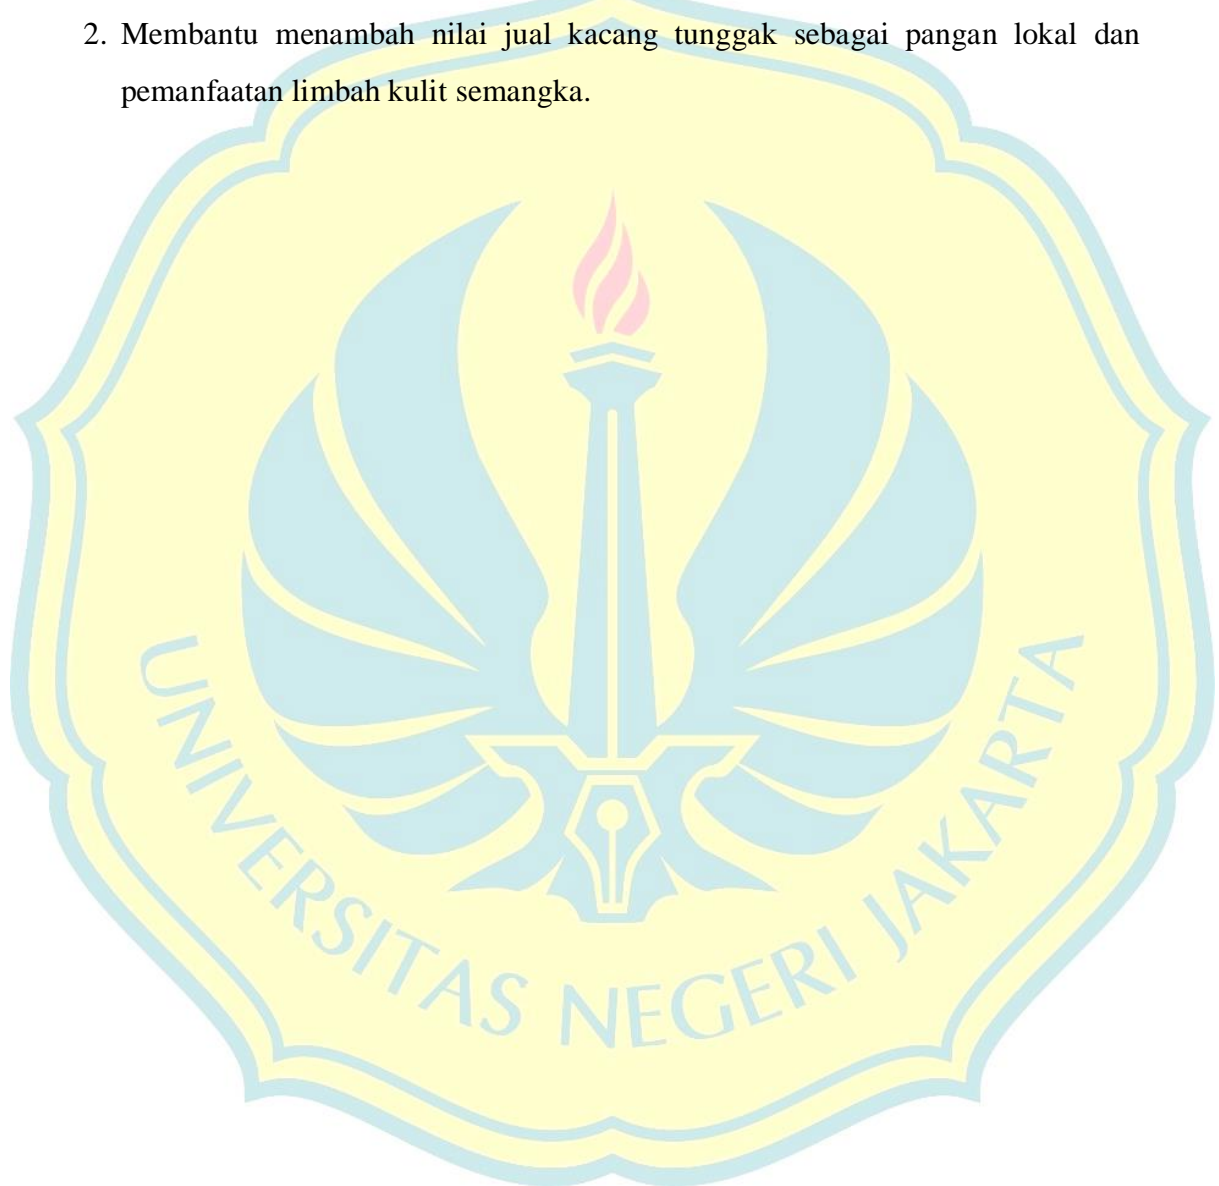 2. Membantu menambah nilai jual kacang tunggak sebagai pangan lokal dan
pemanfaatan limbah kulit semangka.
UNIVERSITAS NEGERI JAKARTA